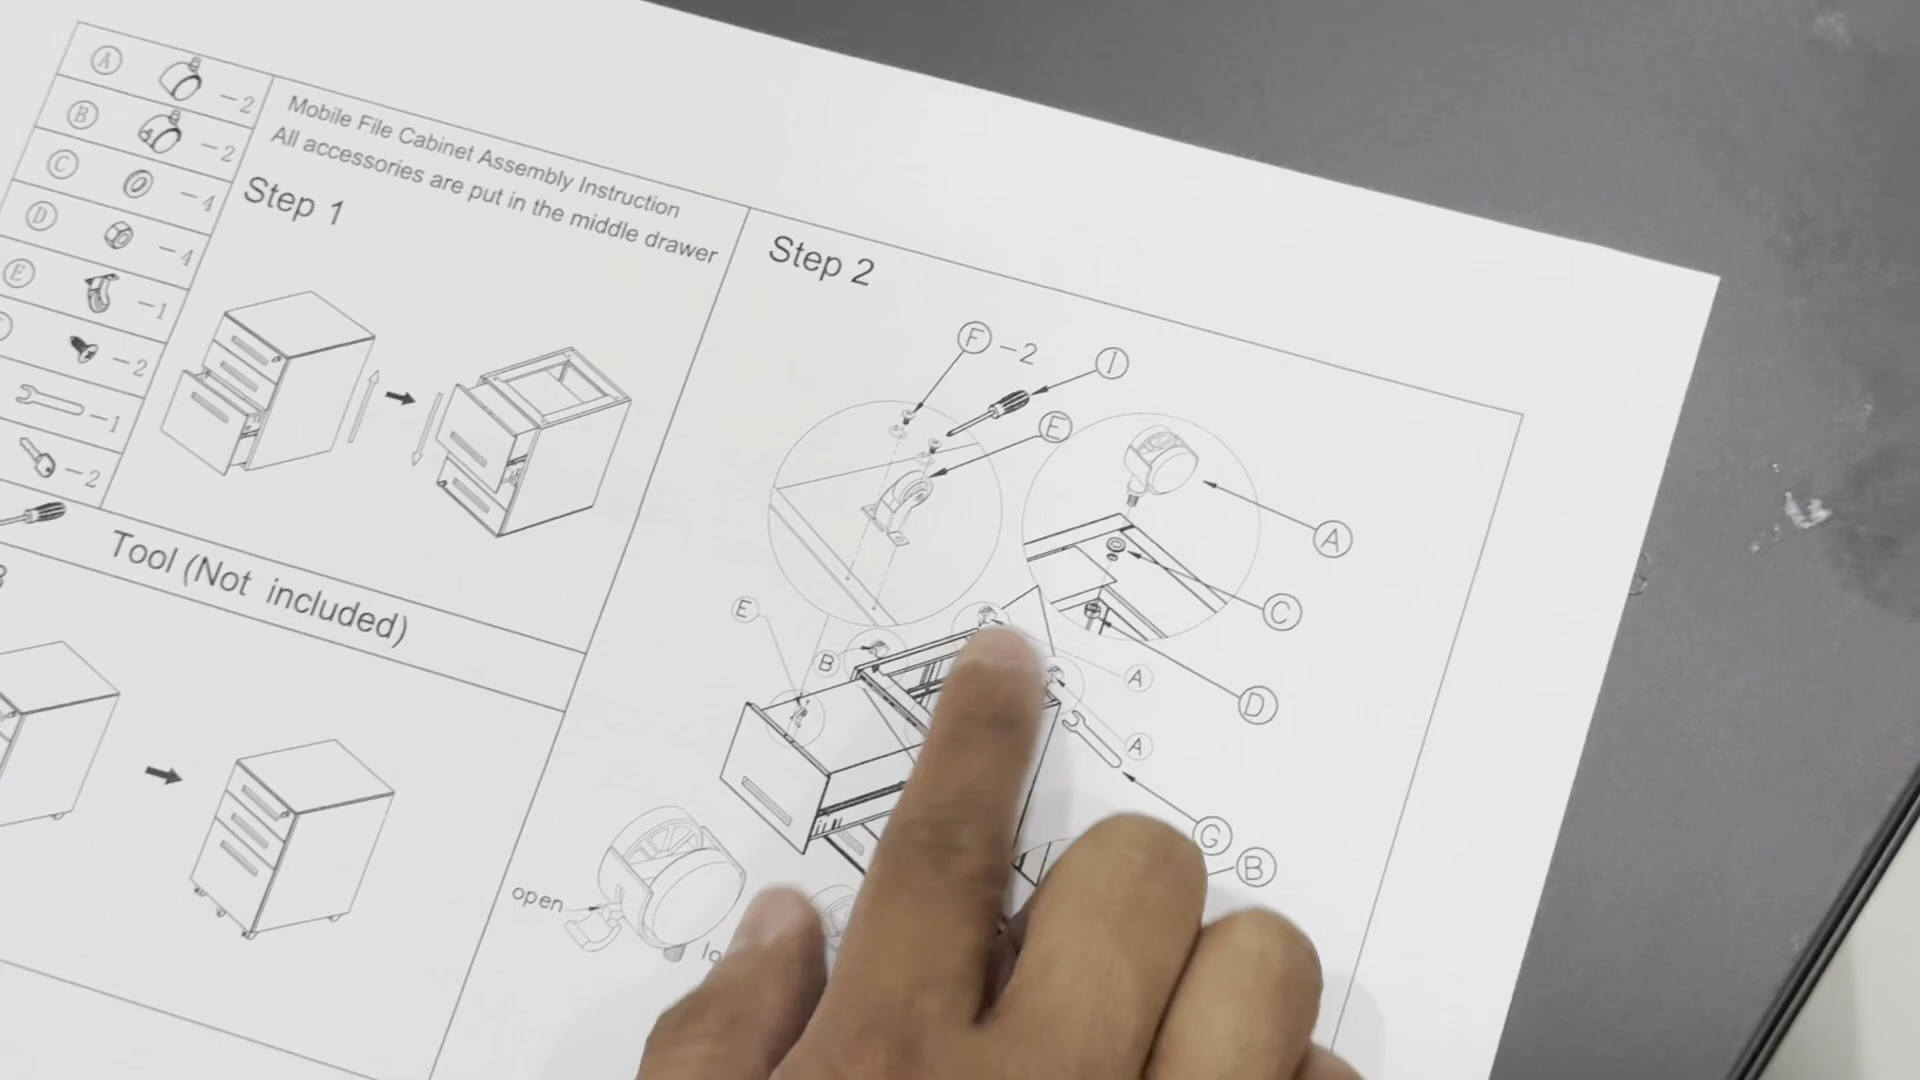 A -2
B -2
C -4
D -4
E -1
-2
-1
-2
Mobile File Cabinet Assembly Instruction
All accessories are put in the middle drawer
Step 1
Tool (Not included)
Step 2
F -2
I
E
A
C
D
E
B
A
A
G
B
open